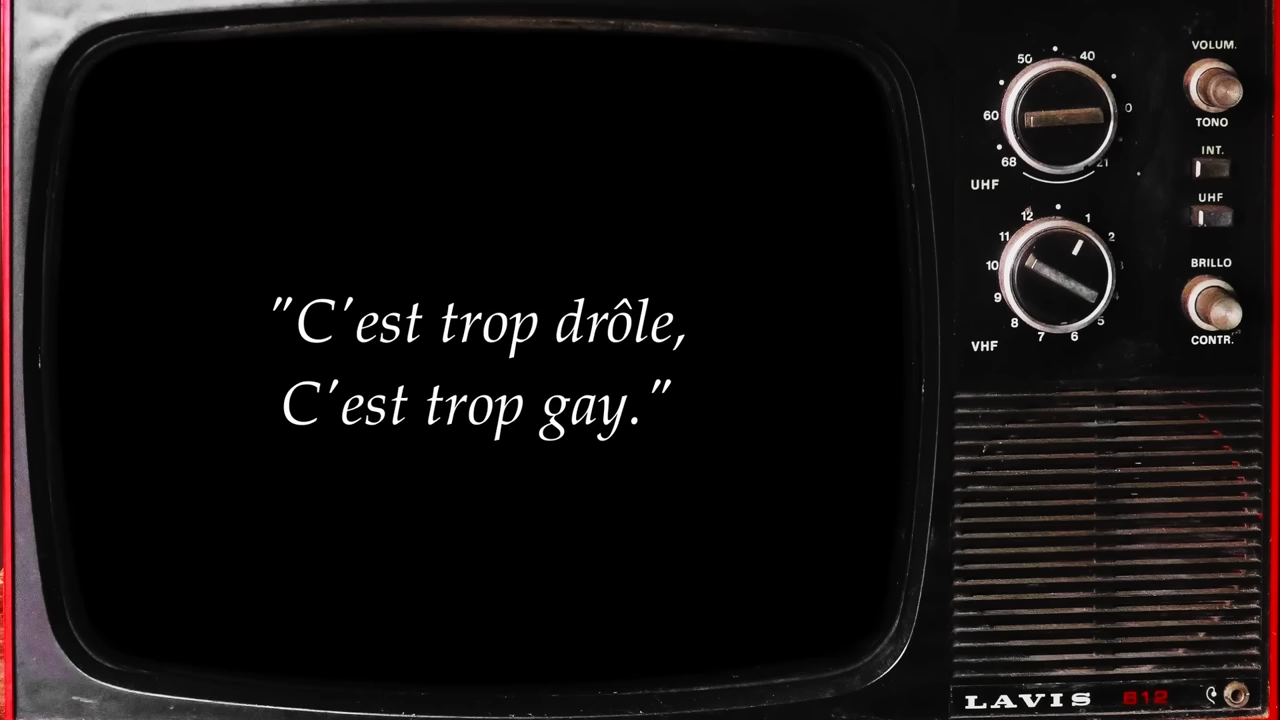 "C'est trop drôle,
C'est trop gay."
VOLUM.
TONO
INT.
UHF
BRILLO
CONTR.
50
40
60
0
68
21
UHF
12
1
11
2
10
9
8
7
6
5
VHF
LAVIS 612